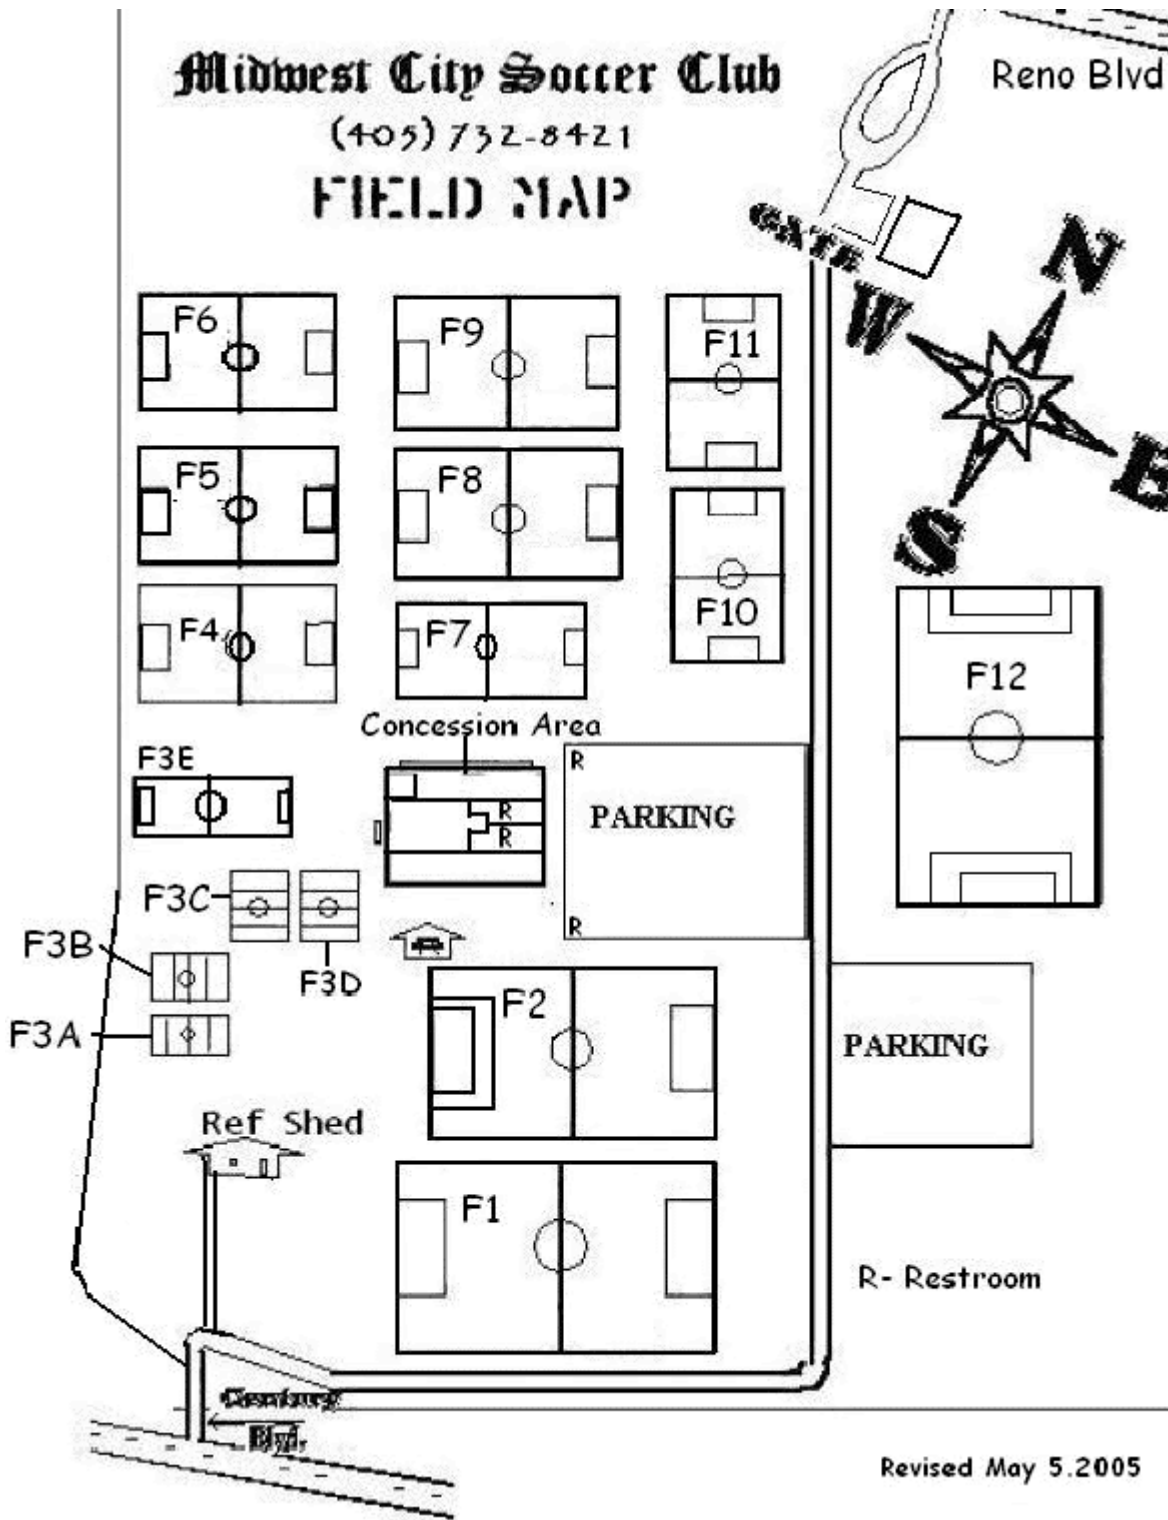 Midwest City Soccer Club
(405) 732-8421
FIELD MAP
Reno Blvd
GATE
N
W
E
S
F6
F9
F11
F5
F8
F10
F4
F7
F12
Concession Area
F3E
R
PARKING
R
R
F3C
R
F3B
F3D
F2
F3A
PARKING
Ref Shed
F1
R- Restroom
Blvd.
Revised May 5.2005